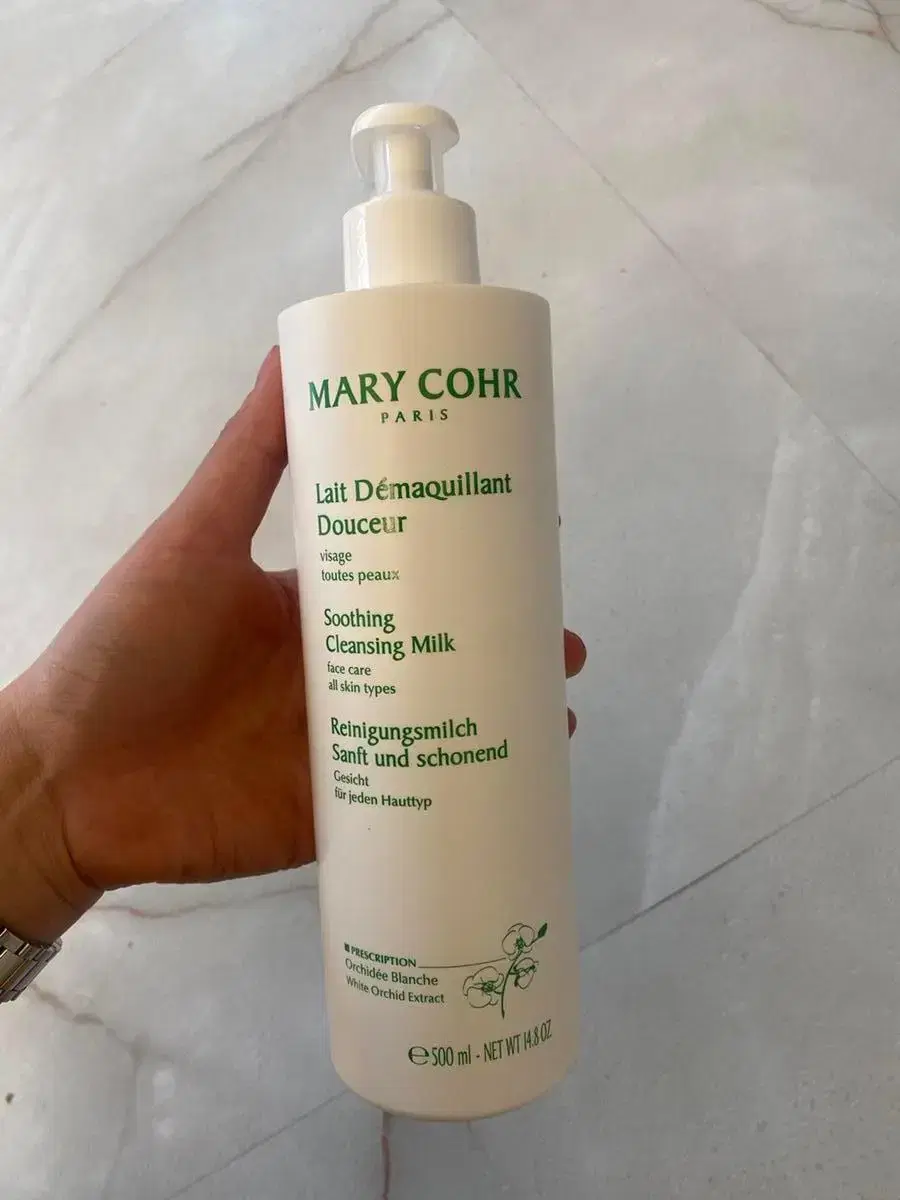 MARY COHR
PARIS
Lait Démaquillant
Douceur
visage
toutes peaux
Soothing
Cleansing Milk
face care
all skin types
Reinigungsmilch
Sanft und schonend
Gesicht
für jeden Hauttyp
PRESCRIPTION
Orchidée Blanche
White Orchid Extract
℮ 500 ml - NET WT 14.8 OZ